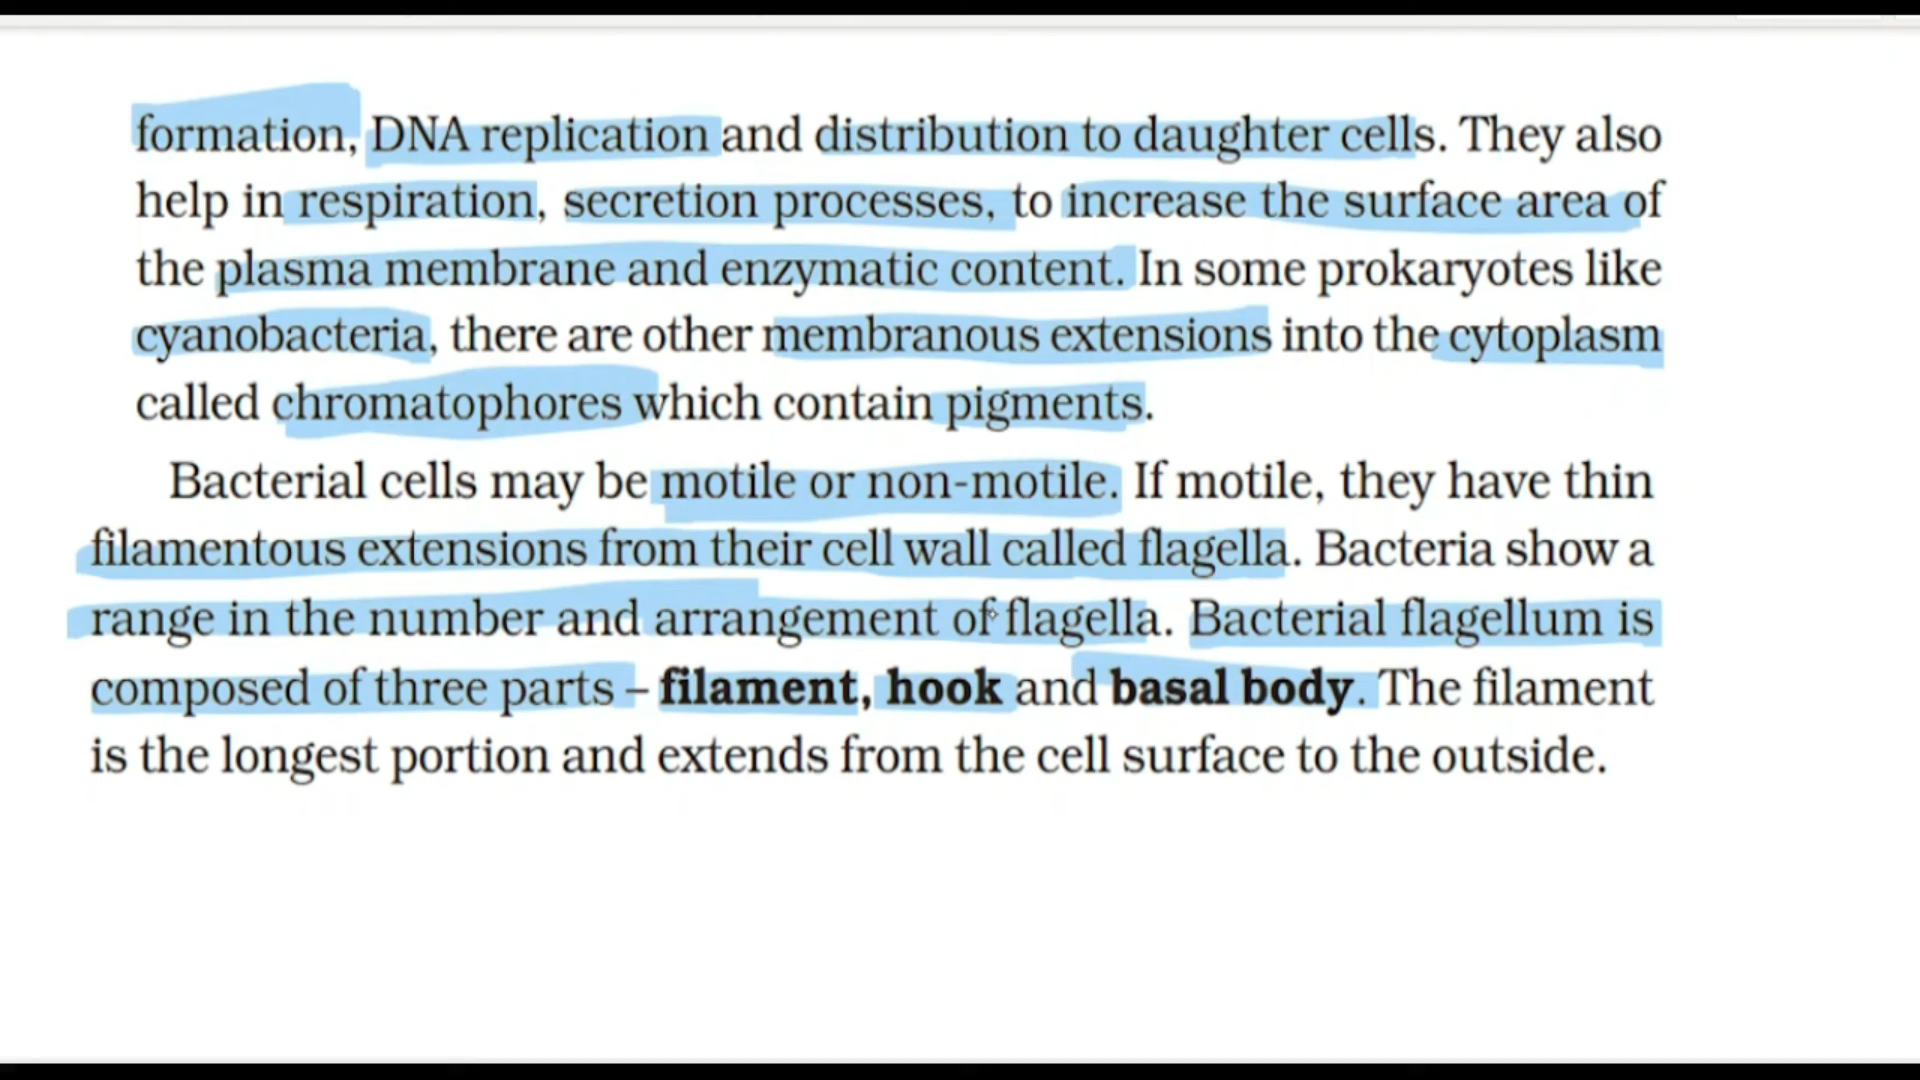 formation, DNA replication and distribution to daughter cells. They also
help in respiration, secretion processes, to increase the surface area of
the plasma membrane and enzymatic content. In some prokaryotes like
cyanobacteria, there are other membranous extensions into the cytoplasm
called chromatophores which contain pigments.
Bacterial cells may be motile or non-motile. If motile, they have thin
filamentous extensions from their cell wall called flagella. Bacteria show a
range in the number and arrangement of flagella. Bacterial flagellum is
composed of three parts – filament, hook and basal body. The filament
is the longest portion and extends from the cell surface to the outside.